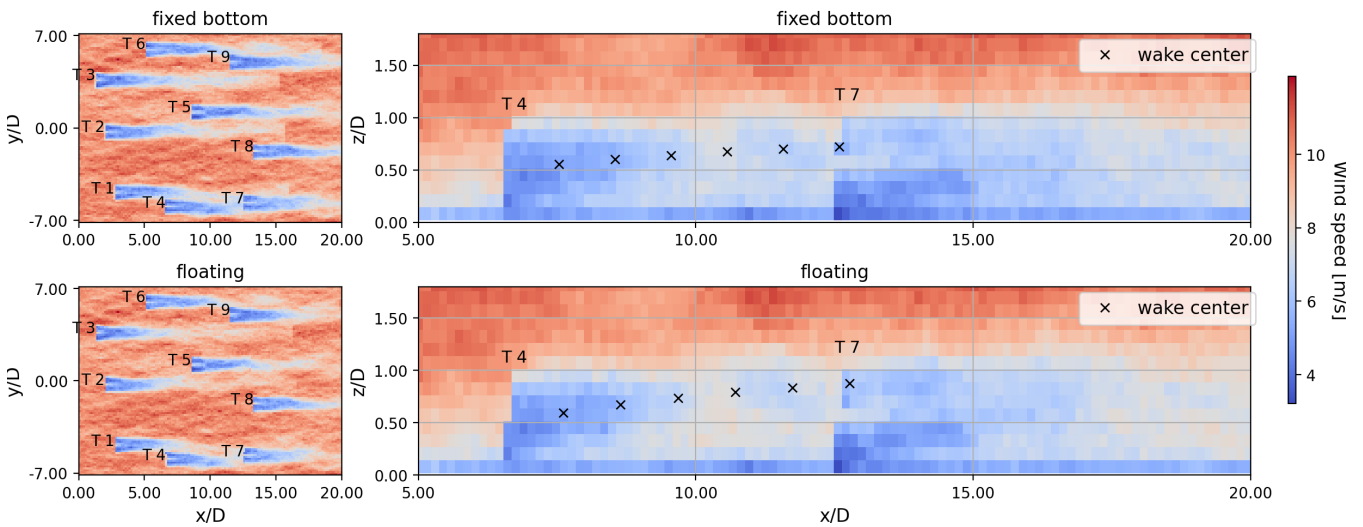 fixed bottom
7.00
0.00
-7.00
y/D
T 6
T 9
T 3
T 5
T 2
T 8
T 1
T 4
T 7
0.00 5.00 10.00 15.00 20.00
fixed bottom
1.50
1.00
0.50
0.00
z/D
T 4
T 7
wake center
5.00 10.00 15.00 20.00
floating
7.00
0.00
-7.00
y/D
T 6
T 9
T 3
T 5
T 2
T 8
T 1
T 4
T 7
0.00 5.00 10.00 15.00 20.00
x/D
floating
1.50
1.00
0.50
0.00
z/D
T 4
T 7
wake center
5.00 10.00 15.00 20.00
x/D
10
8
6
4
Wind speed [m/s]